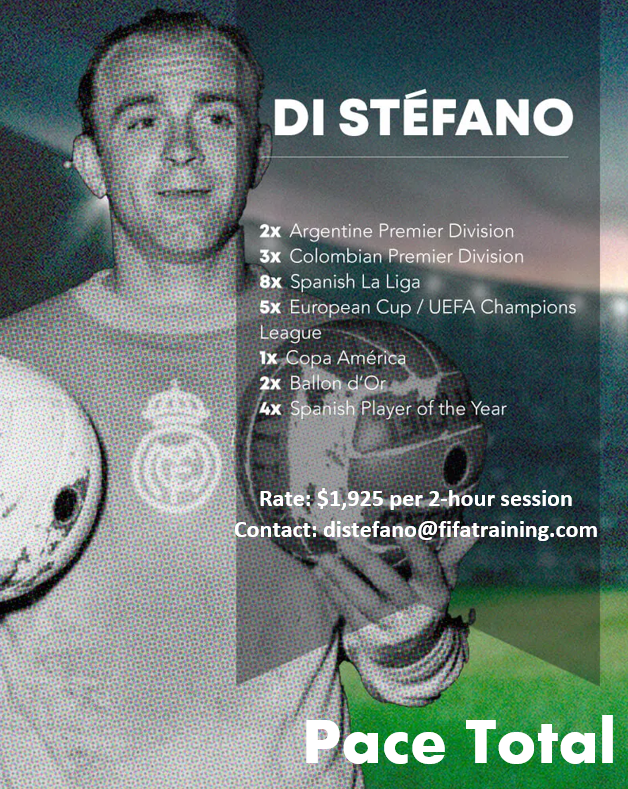 DI STÉFANO
2x Argentine Premier Division
3x Colombian Premier Division
8x Spanish La Liga
5x European Cup / UEFA Champions
League
1x Copa América
2x Ballon d'Or
4x Spanish Player of the Year
Rate: $1,925 per 2-hour session
Contact: distefano@fifatraining.com
Pace Total